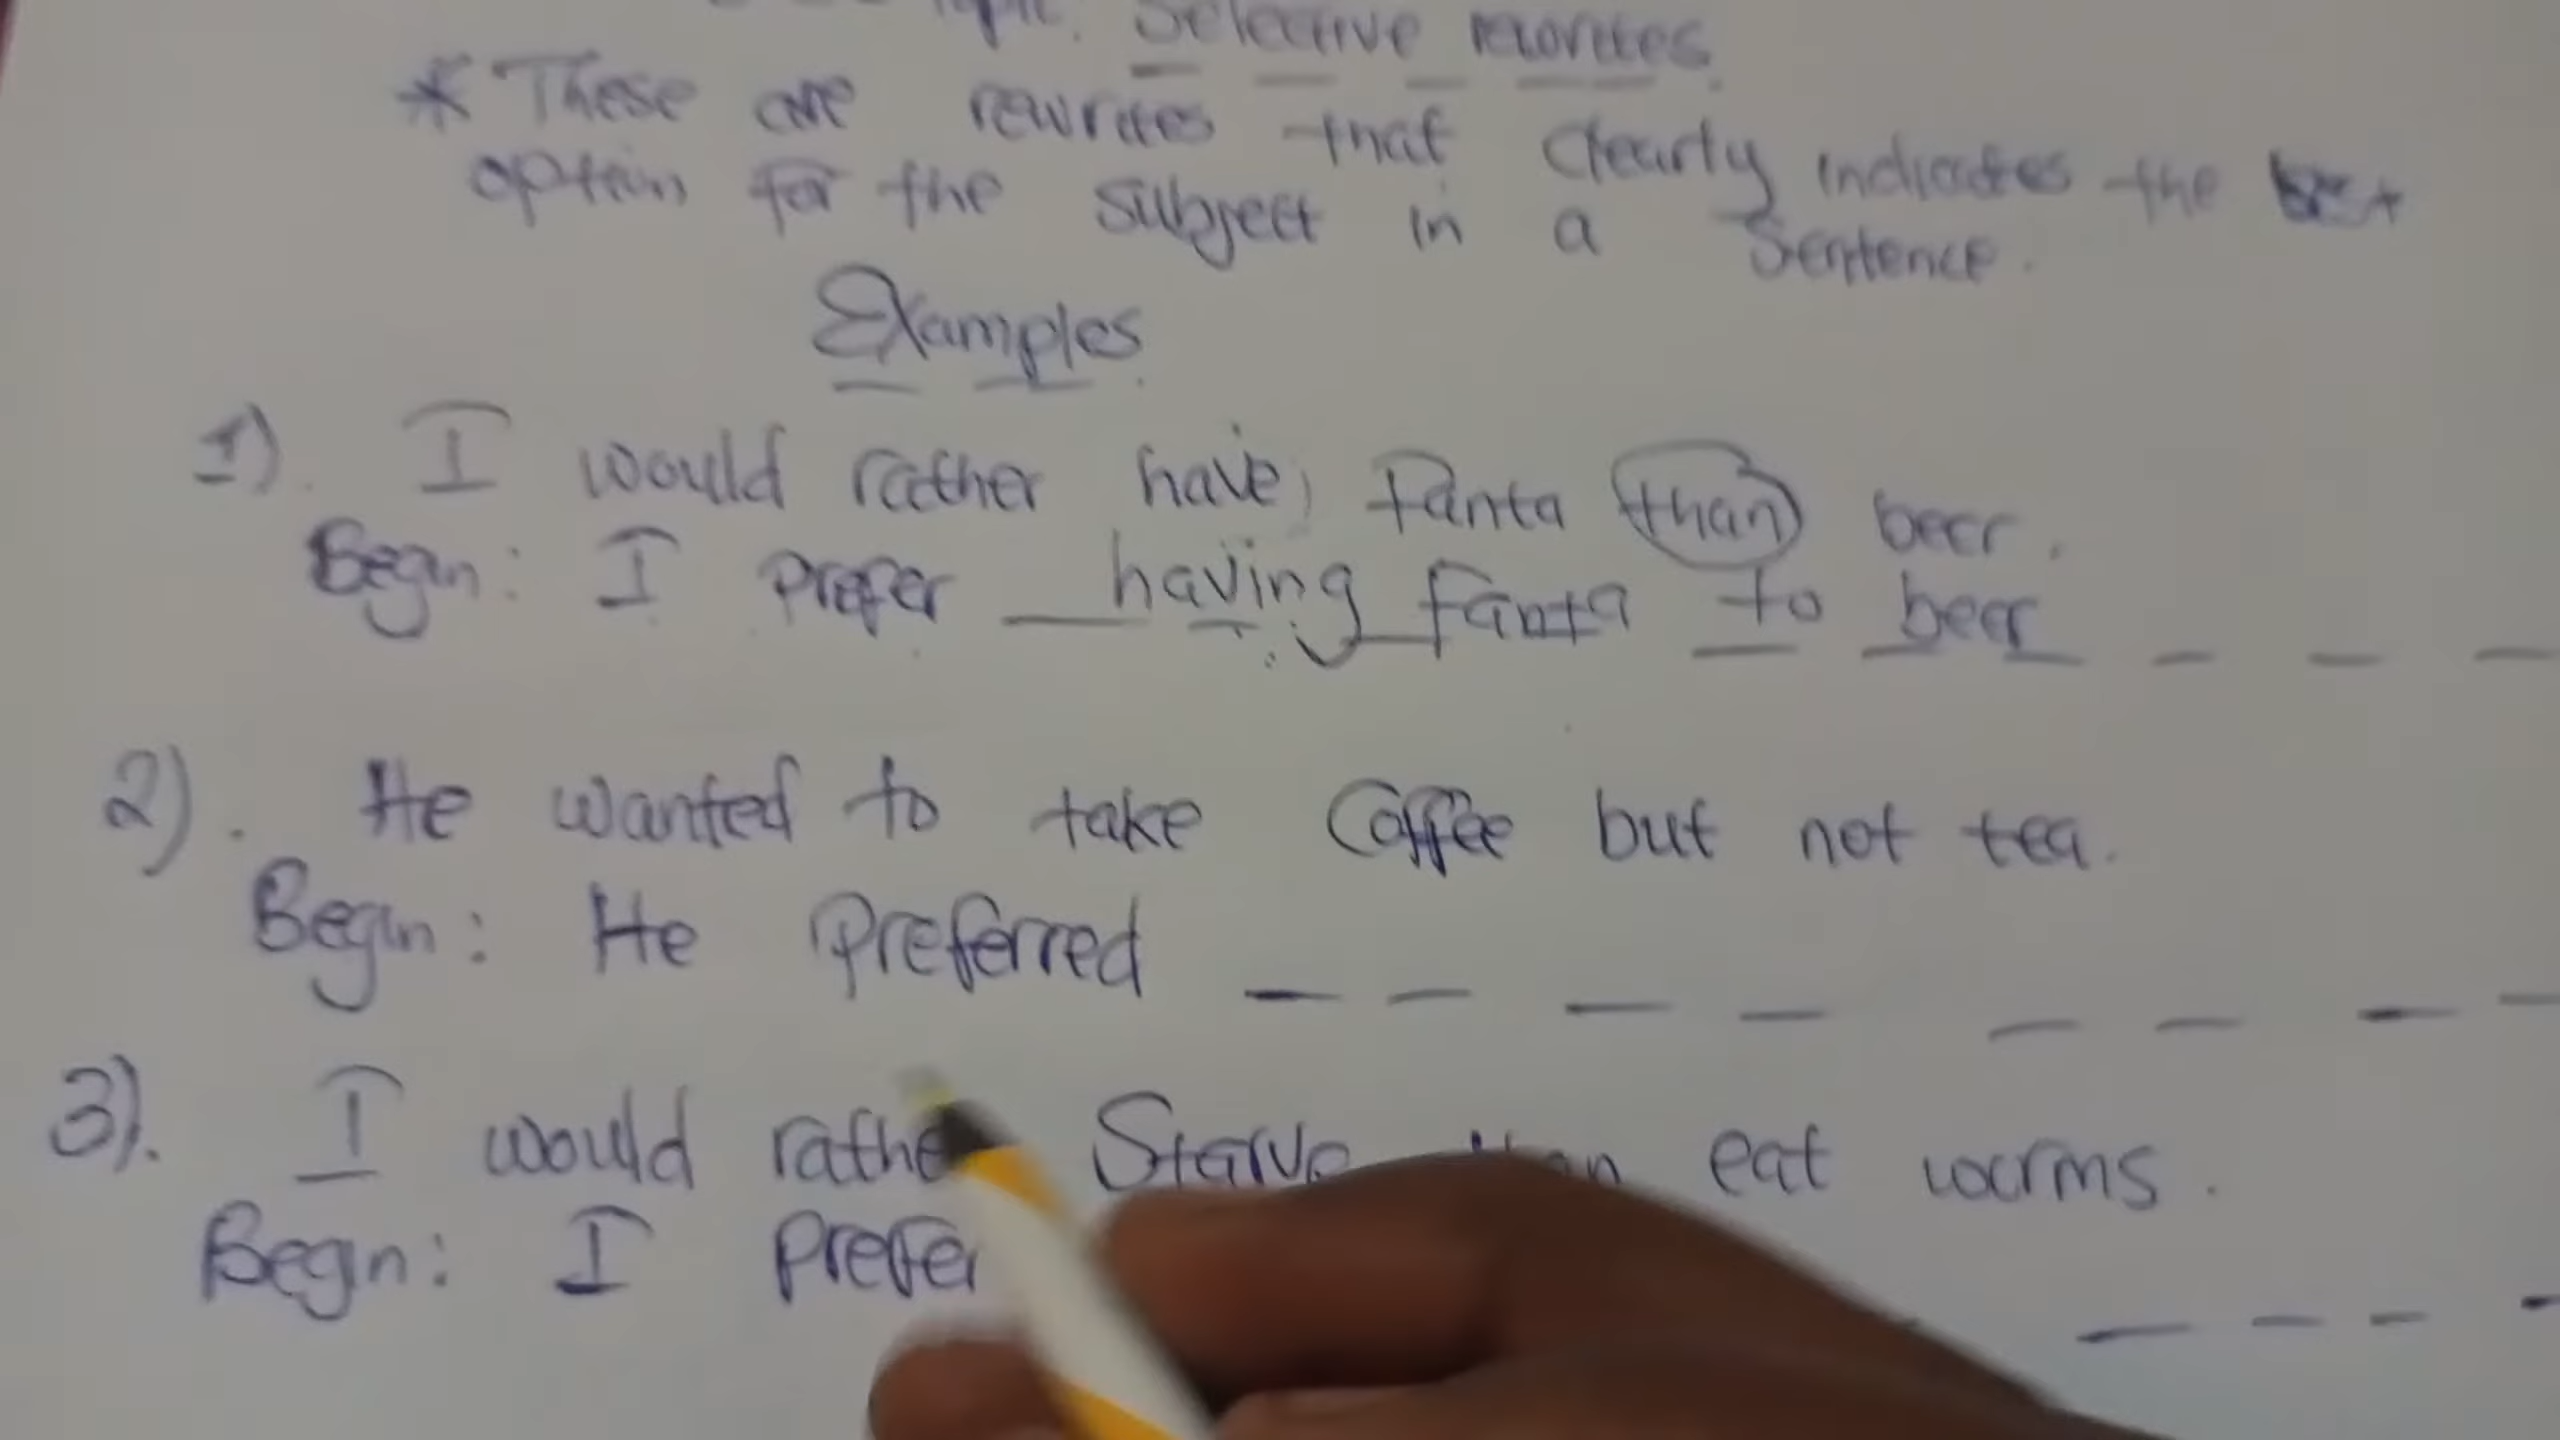 Selective rewrites.
* These are rewrites that clearly indicates the best
option for the subject in a sentence.
Examples.
1). I would rather have Fanta than beer.
Begin: I prefer having Fanta to beer
2). He wanted to take Coffee but not tea.
Begin: He preferred
3). I would rather Starve than eat worms.
Begin: I prefer